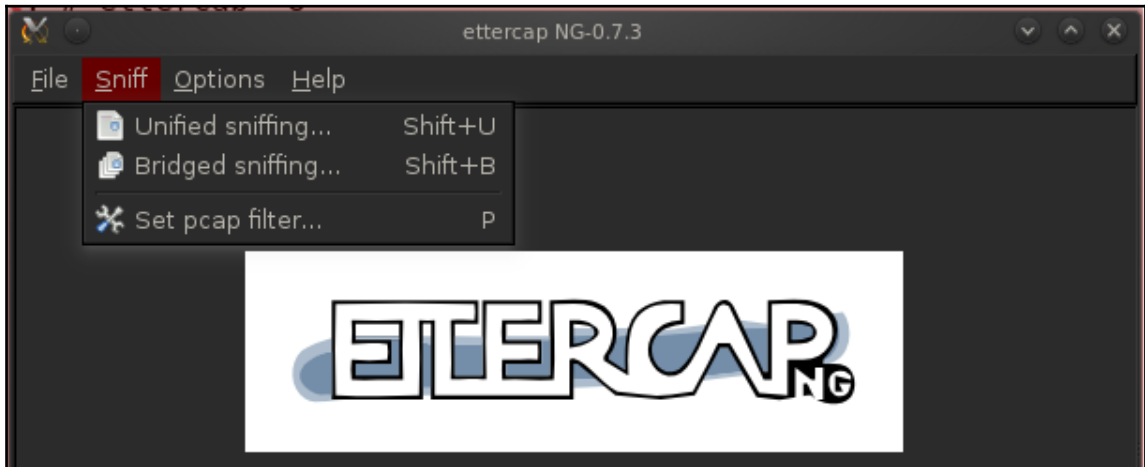 ettercap NG-0.7.3
File Sniff Options Help
Unified sniffing... Shift+U
Bridged sniffing... Shift+B
Set pcap filter... P
ETTERCAP
NG